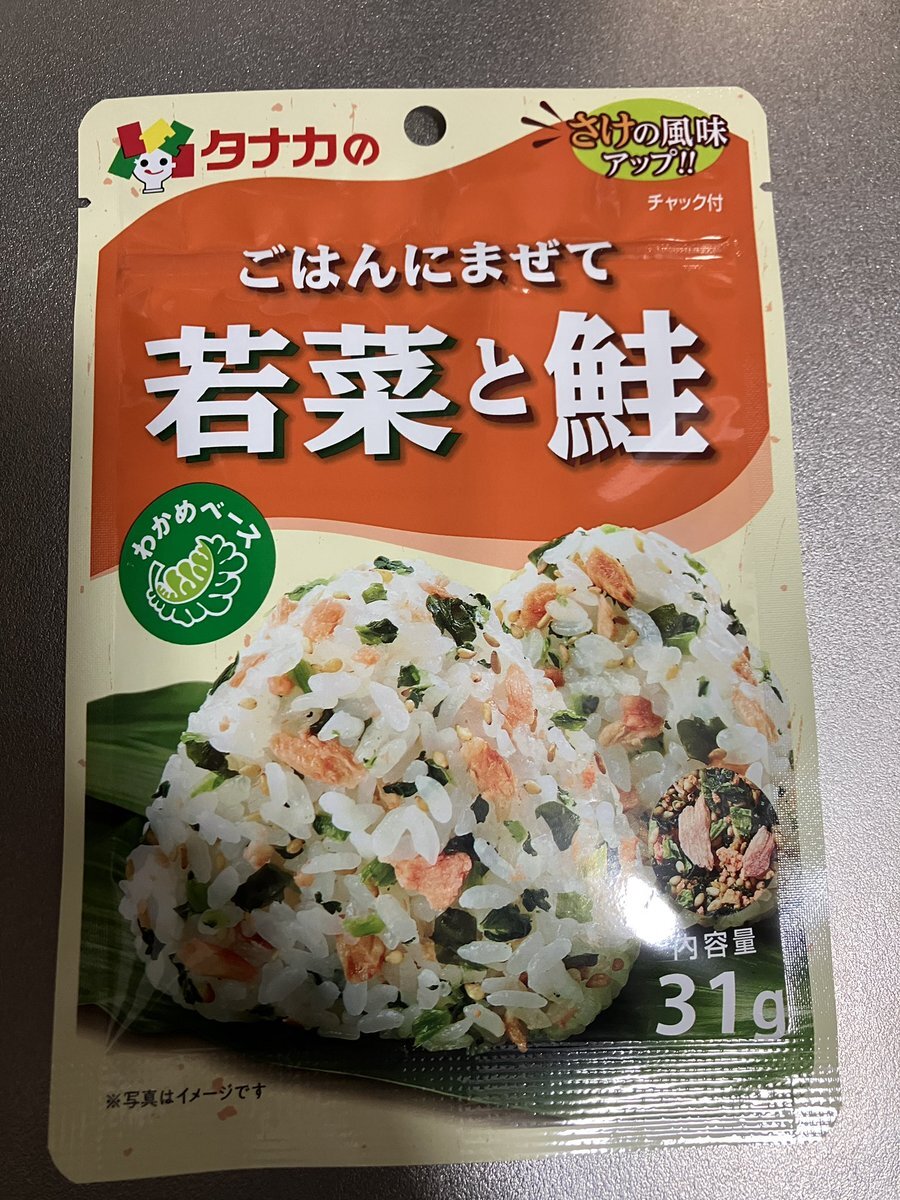 タナカの
さけの風味
アップ!!
チャック付
ごはんにまぜて
若菜と鮭
わかめベース
内容量
31g
※写真はイメージです